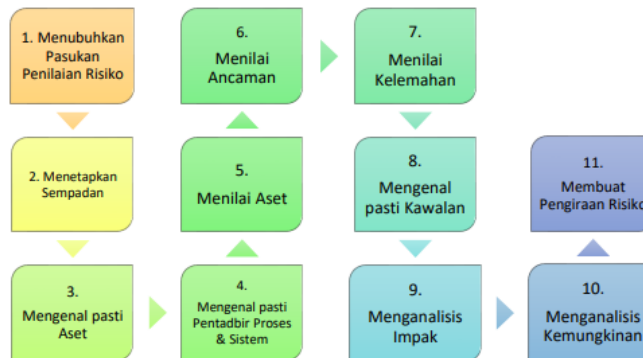 1. Menubuhkan
Pasukan
Penilaian Risiko
2. Menetapkan
Sempadan
3.
Mengenal pasti
Aset
4.
Mengenal pasti
Pentadbir Proses
& Sistem
5.
Menilai Aset
6.
Menilai
Ancaman
7.
Menilai
Kelemahan
8.
Mengenal
pasti Kawalan
9.
Menganalisis
Impak
10.
Menganalisis
Kemungkinan
11.
Membuat
Pengiraan Risiko